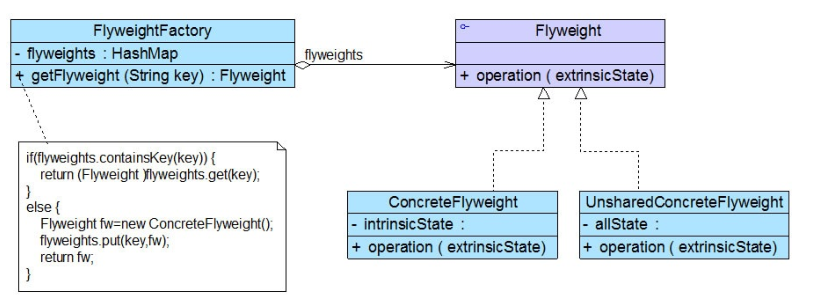 FlyweightFactory
- flyweights : HashMap
+ getFlyweight (String key) : Flyweight
flyweights
Flyweight
+ operation ( extrinsicState)
if(flyweights.containsKey(key)) {
return (Flyweight )flyweights.get(key);
}
else {
Flyweight fw=new ConcreteFlyweight();
flyweights.put(key,fw);
return fw;
}
ConcreteFlyweight
- intrinsicState :
+ operation ( extrinsicState)
UnsharedConcreteFlyweight
- allState :
+ operation ( extrinsicState)